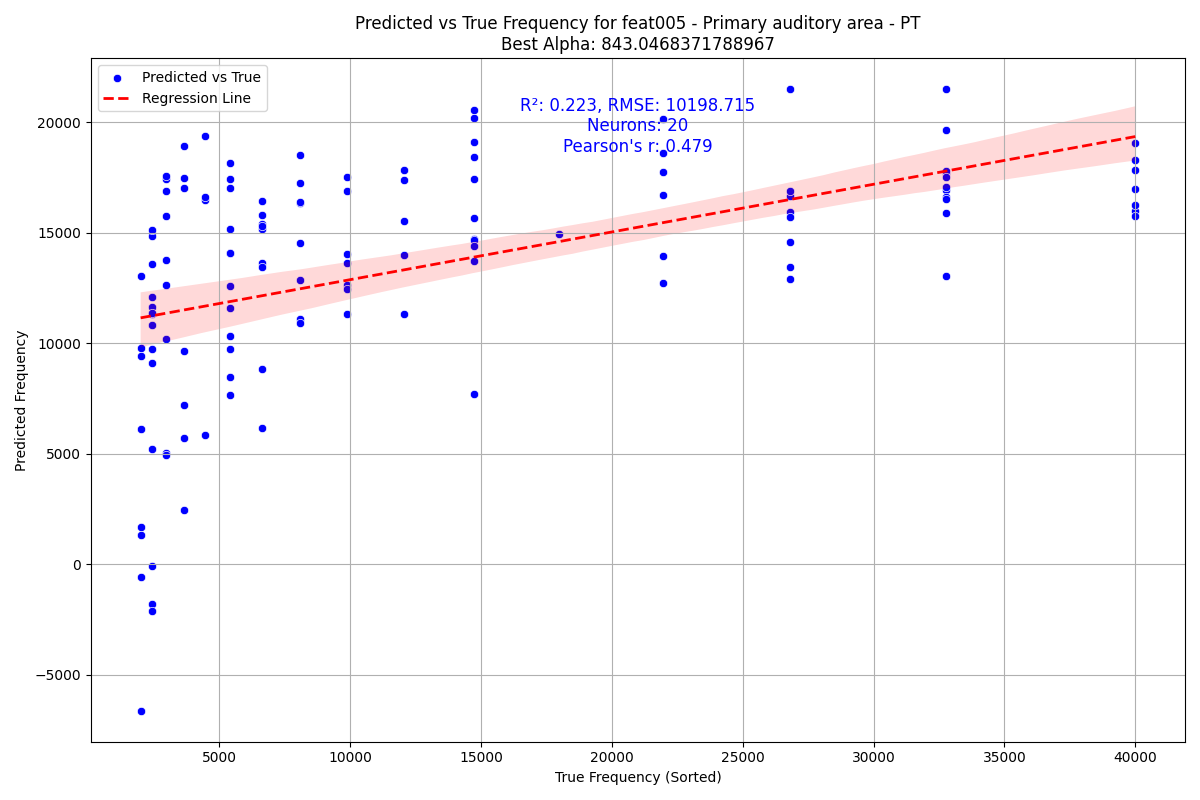 Predicted vs True Frequency for feat005 - Primary auditory area - PT
Best Alpha: 843.0468371788967
Predicted vs True
Regression Line
R²: 0.223, RMSE: 10198.715
Neurons: 20
Pearson's r: 0.479
Predicted Frequency
20000
15000
10000
5000
0
−5000
5000 10000 15000 20000 25000 30000 35000 40000
True Frequency (Sorted)